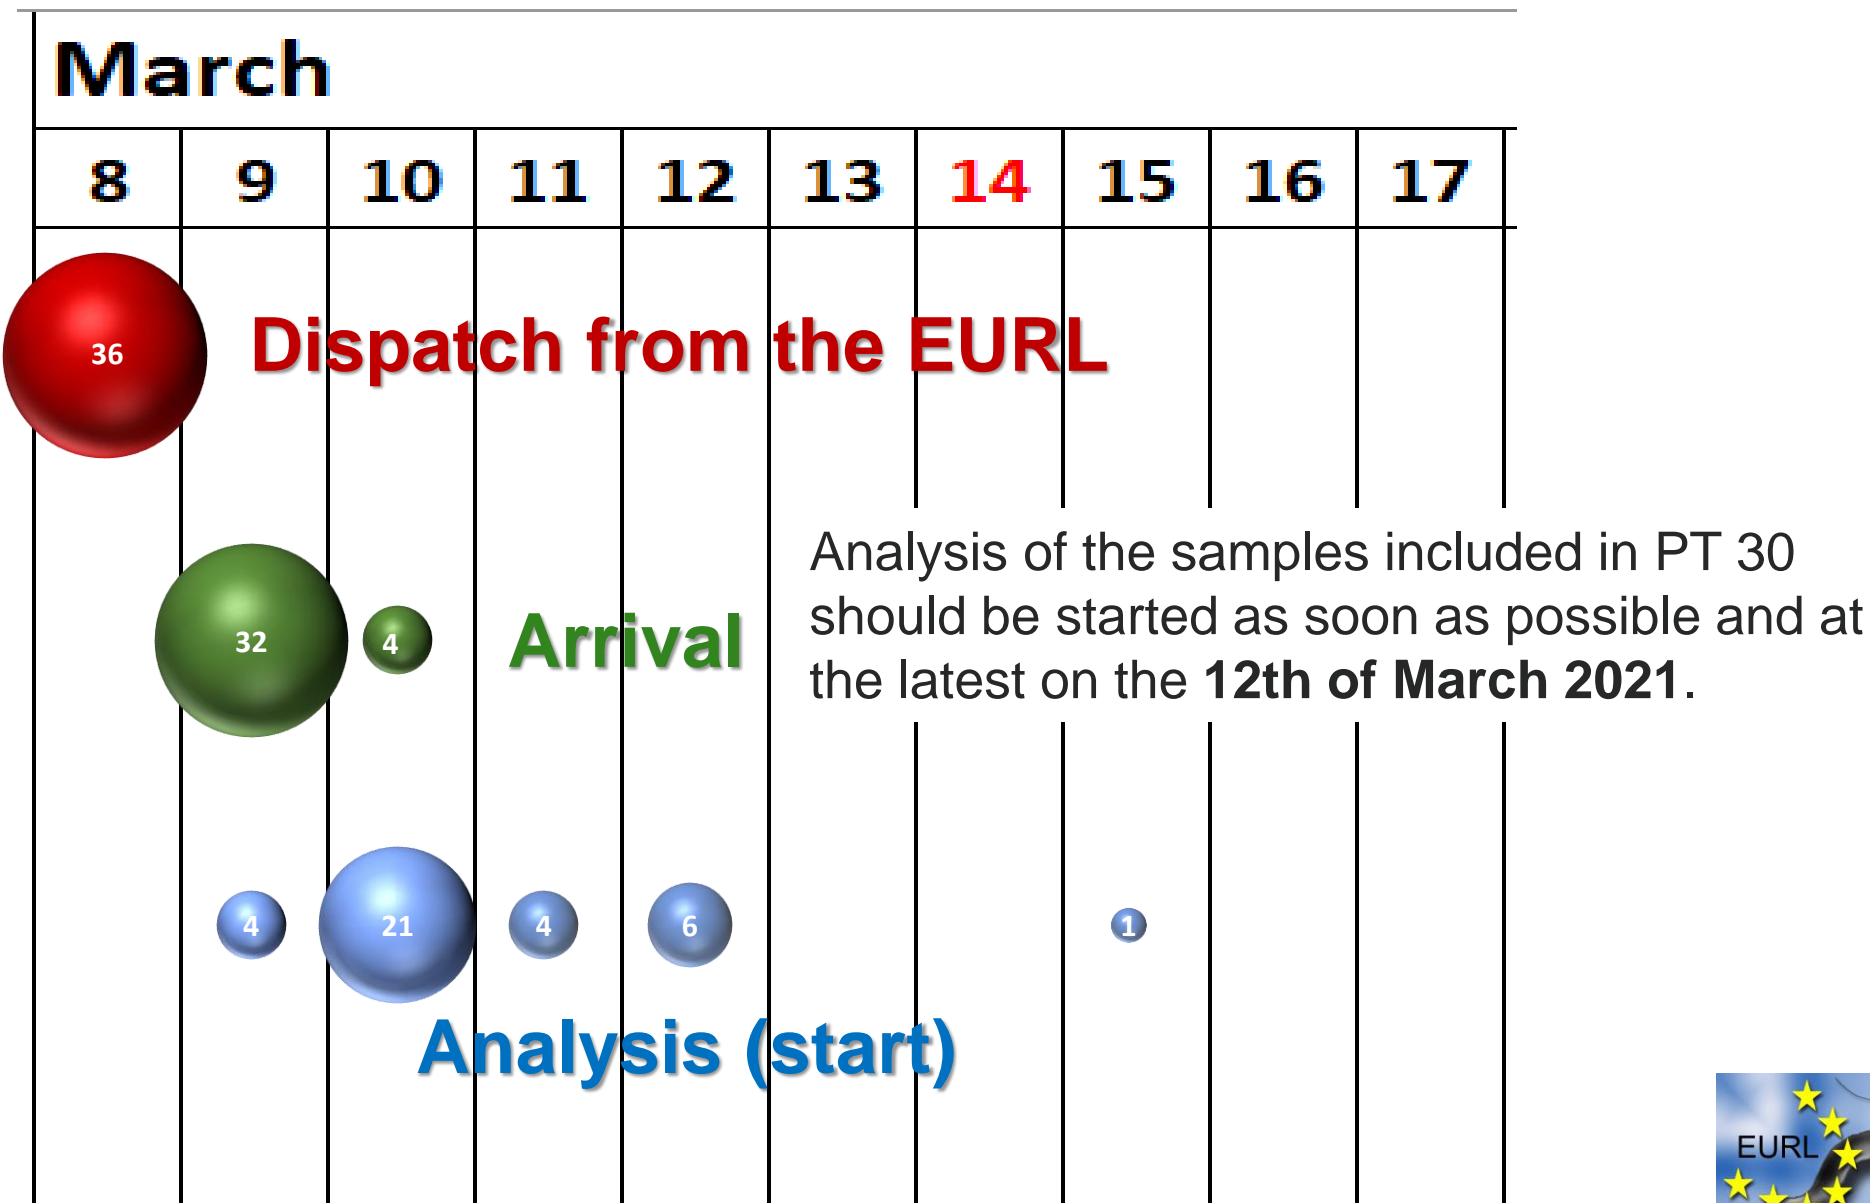 March
8 9 10 11 12 13 14 15 16 17
36
Dispatch from the EURL
32 4 Arrival
Analysis of the samples included in PT 30
should be started as soon as possible and at
the latest on the 12th of March 2021.
4 21 4 6 1
Analysis (start)
EURL